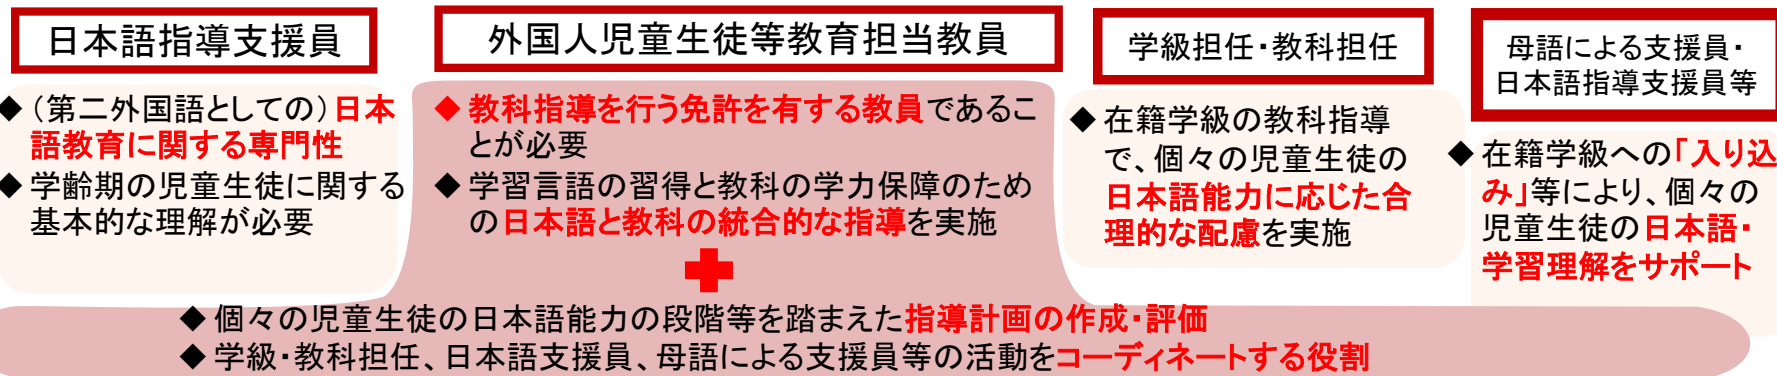 日本語指導支援員
◆（第二外国語としての）日本
語教育に関する専門性
◆ 学齢期の児童生徒に関する
基本的な理解が必要
外国人児童生徒等教育担当教員
◆ 教科指導を行う免許を有する教員であるこ
とが必要
◆ 学習言語の習得と教科の学力保障のため
の日本語と教科の統合的な指導を実施
学級担任・教科担任
◆ 在籍学級の教科指導
で、個々の児童生徒の
日本語能力に応じた合
理的な配慮を実施
母語による支援員・
日本語指導支援員等
◆ 在籍学級への「入り込
み」等により、個々の
児童生徒の日本語・
学習理解をサポート
◆ 個々の児童生徒の日本語能力の段階等を踏まえた指導計画の作成・評価
◆ 学級・教科担任、日本語支援員、母語による支援員等の活動をコーディネートする役割